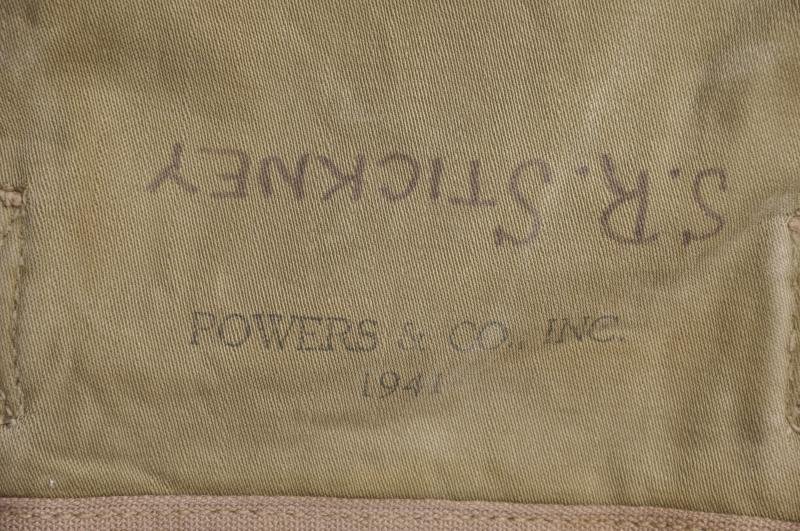 S.R. STICKNEY
POWERS & CO., INC.
1941